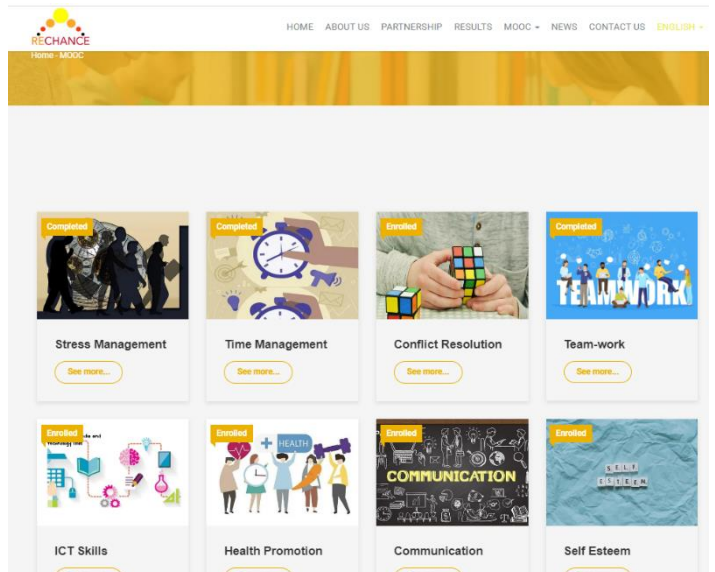 RECHANCE
HOME ABOUT US PARTNERSHIP RESULTS MOOC NEWS CONTACT US ENGLISH
Home - MOOC
Completed
Completed
Enrolled
Completed
TEAMWORK
Stress Management
Time Management
Conflict Resolution
Team-work
See more...
See more...
See more...
See more...
Enrolled
Enrolled
Enrolled
Enrolled
and
HEALTH
COMMUNICATION
SELF
ESTEEM
ICT Skills
Health Promotion
Communication
Self Esteem